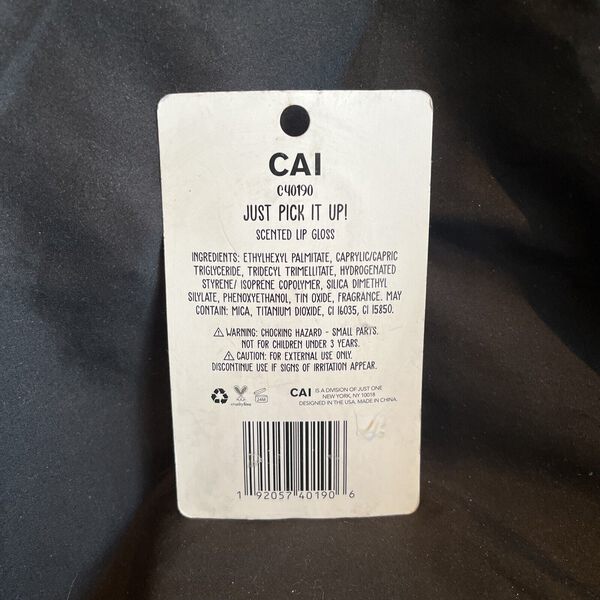 CAI
C40190
JUST PICK IT UP!
SCENTED LIP GLOSS
INGREDIENTS: ETHYLHEXYL PALMITATE, CAPRYLIC/CAPRIC
TRIGLYCERIDE, TRIDECYL TRIMELLITATE, HYDROGENATED
STYRENE/ ISOPRENE COPOLYMER, SILICA DIMETHYL
SILYLATE, PHENOXYETHANOL, TIN OXIDE, FRAGRANCE. MAY
CONTAIN: MICA, TITANIUM DIOXIDE, CI 16035, CI 15850.
WARNING: CHOCKING HAZARD - SMALL PARTS.
NOT FOR CHILDREN UNDER 3 YEARS.
CAUTION: FOR EXTERNAL USE ONLY.
DISCONTINUE USE IF SIGNS OF IRRITATION APPEAR.
crueltyfree
24M
CAI IS A DIVISION OF JUST ONE
NEW YORK, NY 10018
DESIGNED IN THE USA. MADE IN CHINA.
1 92057 40190 6